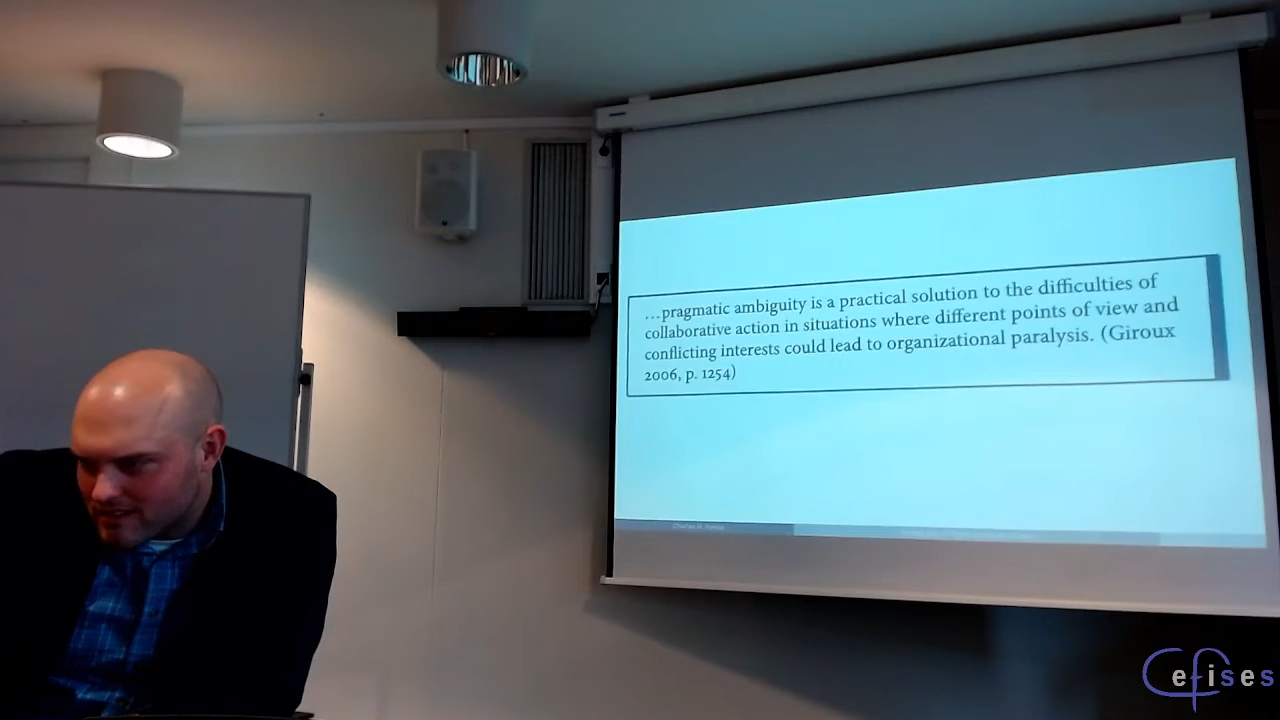 ...pragmatic ambiguity is a practical solution to the difficulties of
collaborative action in situations where different points of view and
conflicting interests could lead to organizational paralysis. (Giroux
2006, p. 1254)
efises